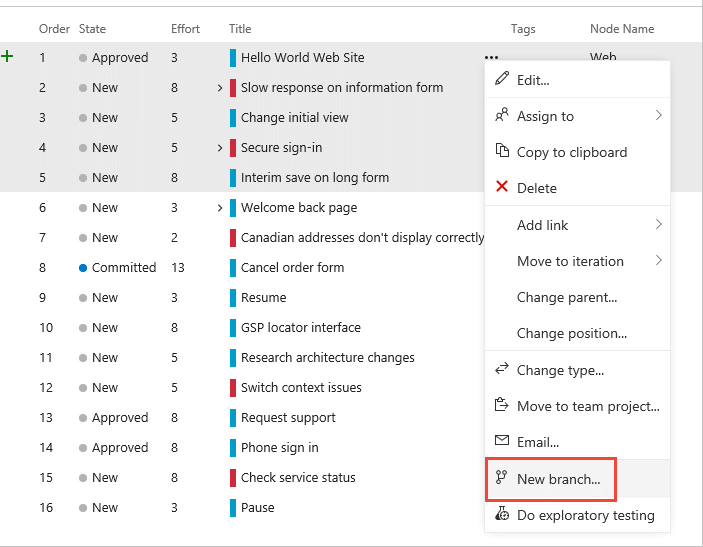 Order State Effort Title Tags Node Name
1 Approved 3 Hello World Web Site ••• Web
2 New 8 Slow response on information form
3 New 5 Change initial view
4 New 5 Secure sign-in
5 New 8 Interim save on long form
6 New 3 Welcome back page
7 New 2 Canadian addresses don't display correctly
8 Committed 13 Cancel order form
9 New 3 Resume
10 New 8 GSP locator interface
11 New 5 Research architecture changes
12 New 5 Switch context issues
13 Approved 8 Request support
14 Approved 8 Phone sign in
15 New 8 Check service status
16 New 3 Pause
Edit...
Assign to
Copy to clipboard
Delete
Add link
Move to iteration
Change parent...
Change position...
Change type...
Move to team project...
Email...
New branch...
Do exploratory testing